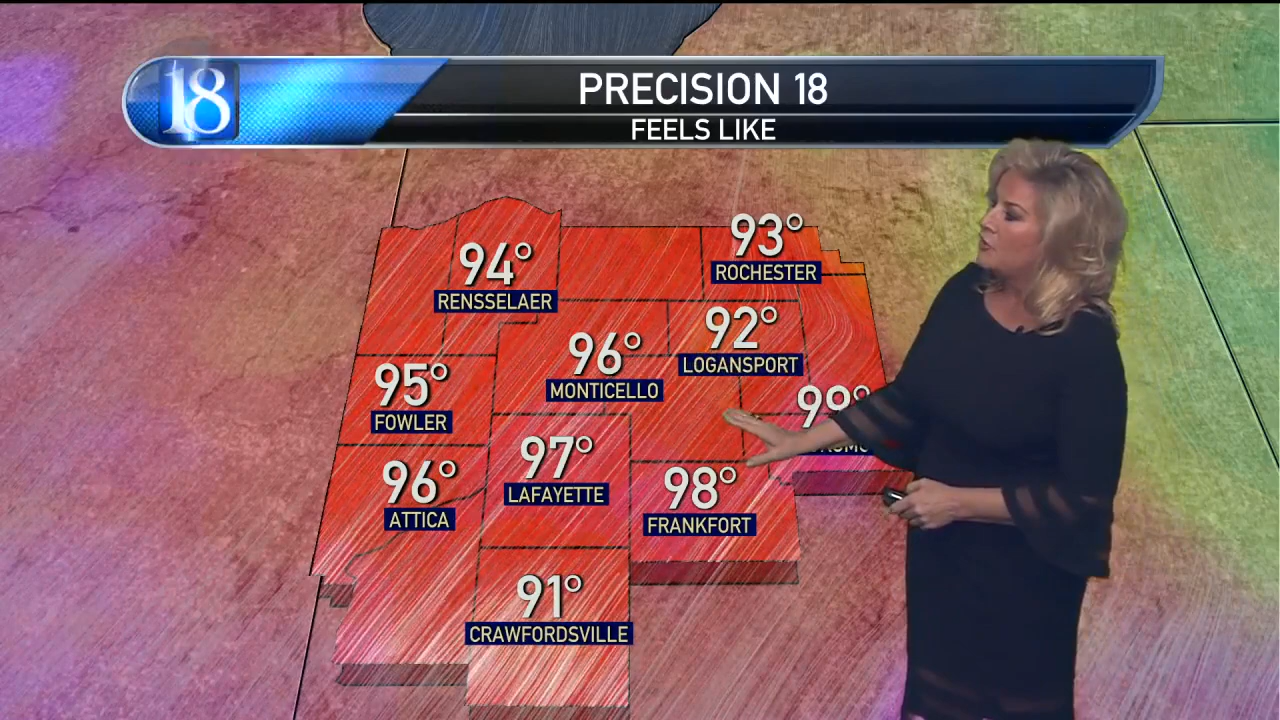 18
PRECISION 18
FEELS LIKE
93°
ROCHESTER
94°
RENSSELAER
92°
LOGANSPORT
96°
MONTICELLO
95°
FOWLER
99°
97°
LAFAYETTE
96°
ATTICA
98°
FRANKFORT
91°
CRAWFORDSVILLE